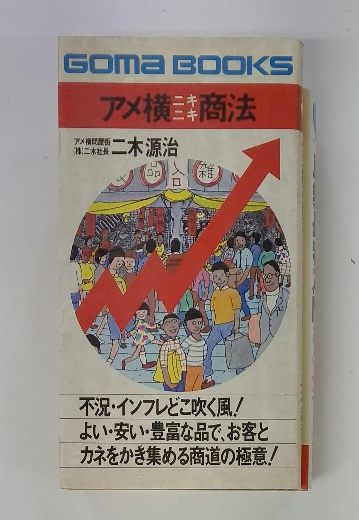 GOMA BOOKS
アメ横ニキニキ商法
アメ横問屋街
(株)二木社長 二木源治
品 合 雑
不況・インフレどこ吹く風!
よい・安い・豊富な品で、お客と
カネをかき集める商道の極意!